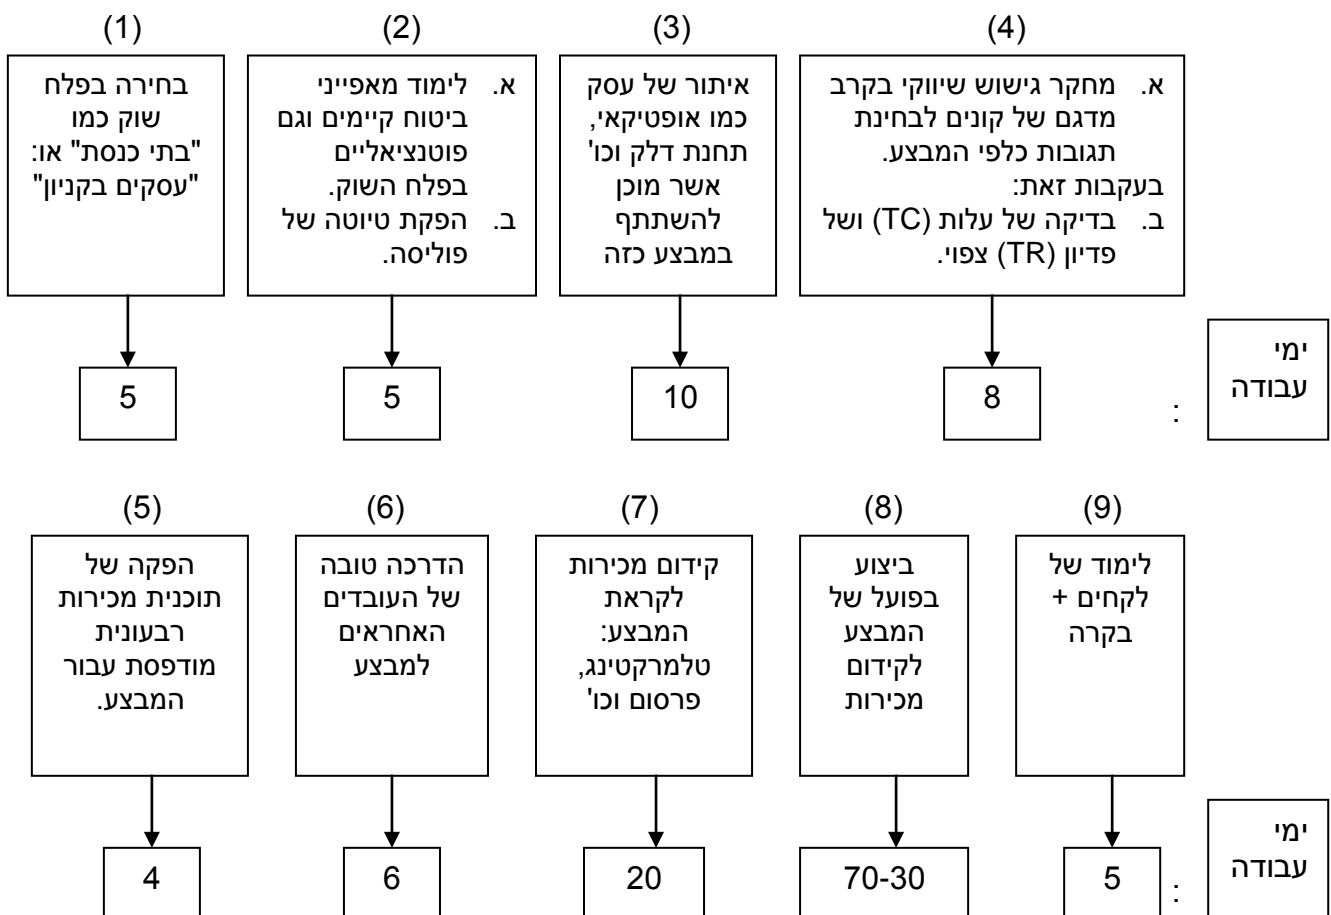 (1)
בחירה בפלח
שוק כמו
"בתי כנסת" או:
"עסקים בקניון"
5
(2)
א. לימוד מאפייני
ביטוח קיימים וגם
פוטנציאליים
בפלח השוק.
ב. הפקת טיוטה של
פוליסה.
5
(3)
איתור של עסק
כמו אופטיקאי,
תחנת דלק וכו'
אשר מוכן
להשתתף
במבצע כזה
10
(4)
א. מחקר גישוש שיווקי בקרב
מדגם של קונים לבחינת
תגובות כלפי המבצע.
בעקבות זאת:
ב. בדיקה של עלות (TC) ושל
פדיון (TR) צפוי.
8
:
ימי
עבודה
(5)
הפקה של
תוכנית מכירות
רבעונית
מודפסת עבור
המבצע.
4
(6)
הדרכה טובה
של העובדים
האחראים
למבצע
6
(7)
קידום מכירות
לקראת
המבצע:
טלמרקטינג,
פרסום וכו'
20
(8)
ביצוע
בפועל של
המבצע
לקידום
מכירות
70-30
(9)
לימוד של
לקחים +
בקרה
5
:
ימי
עבודה